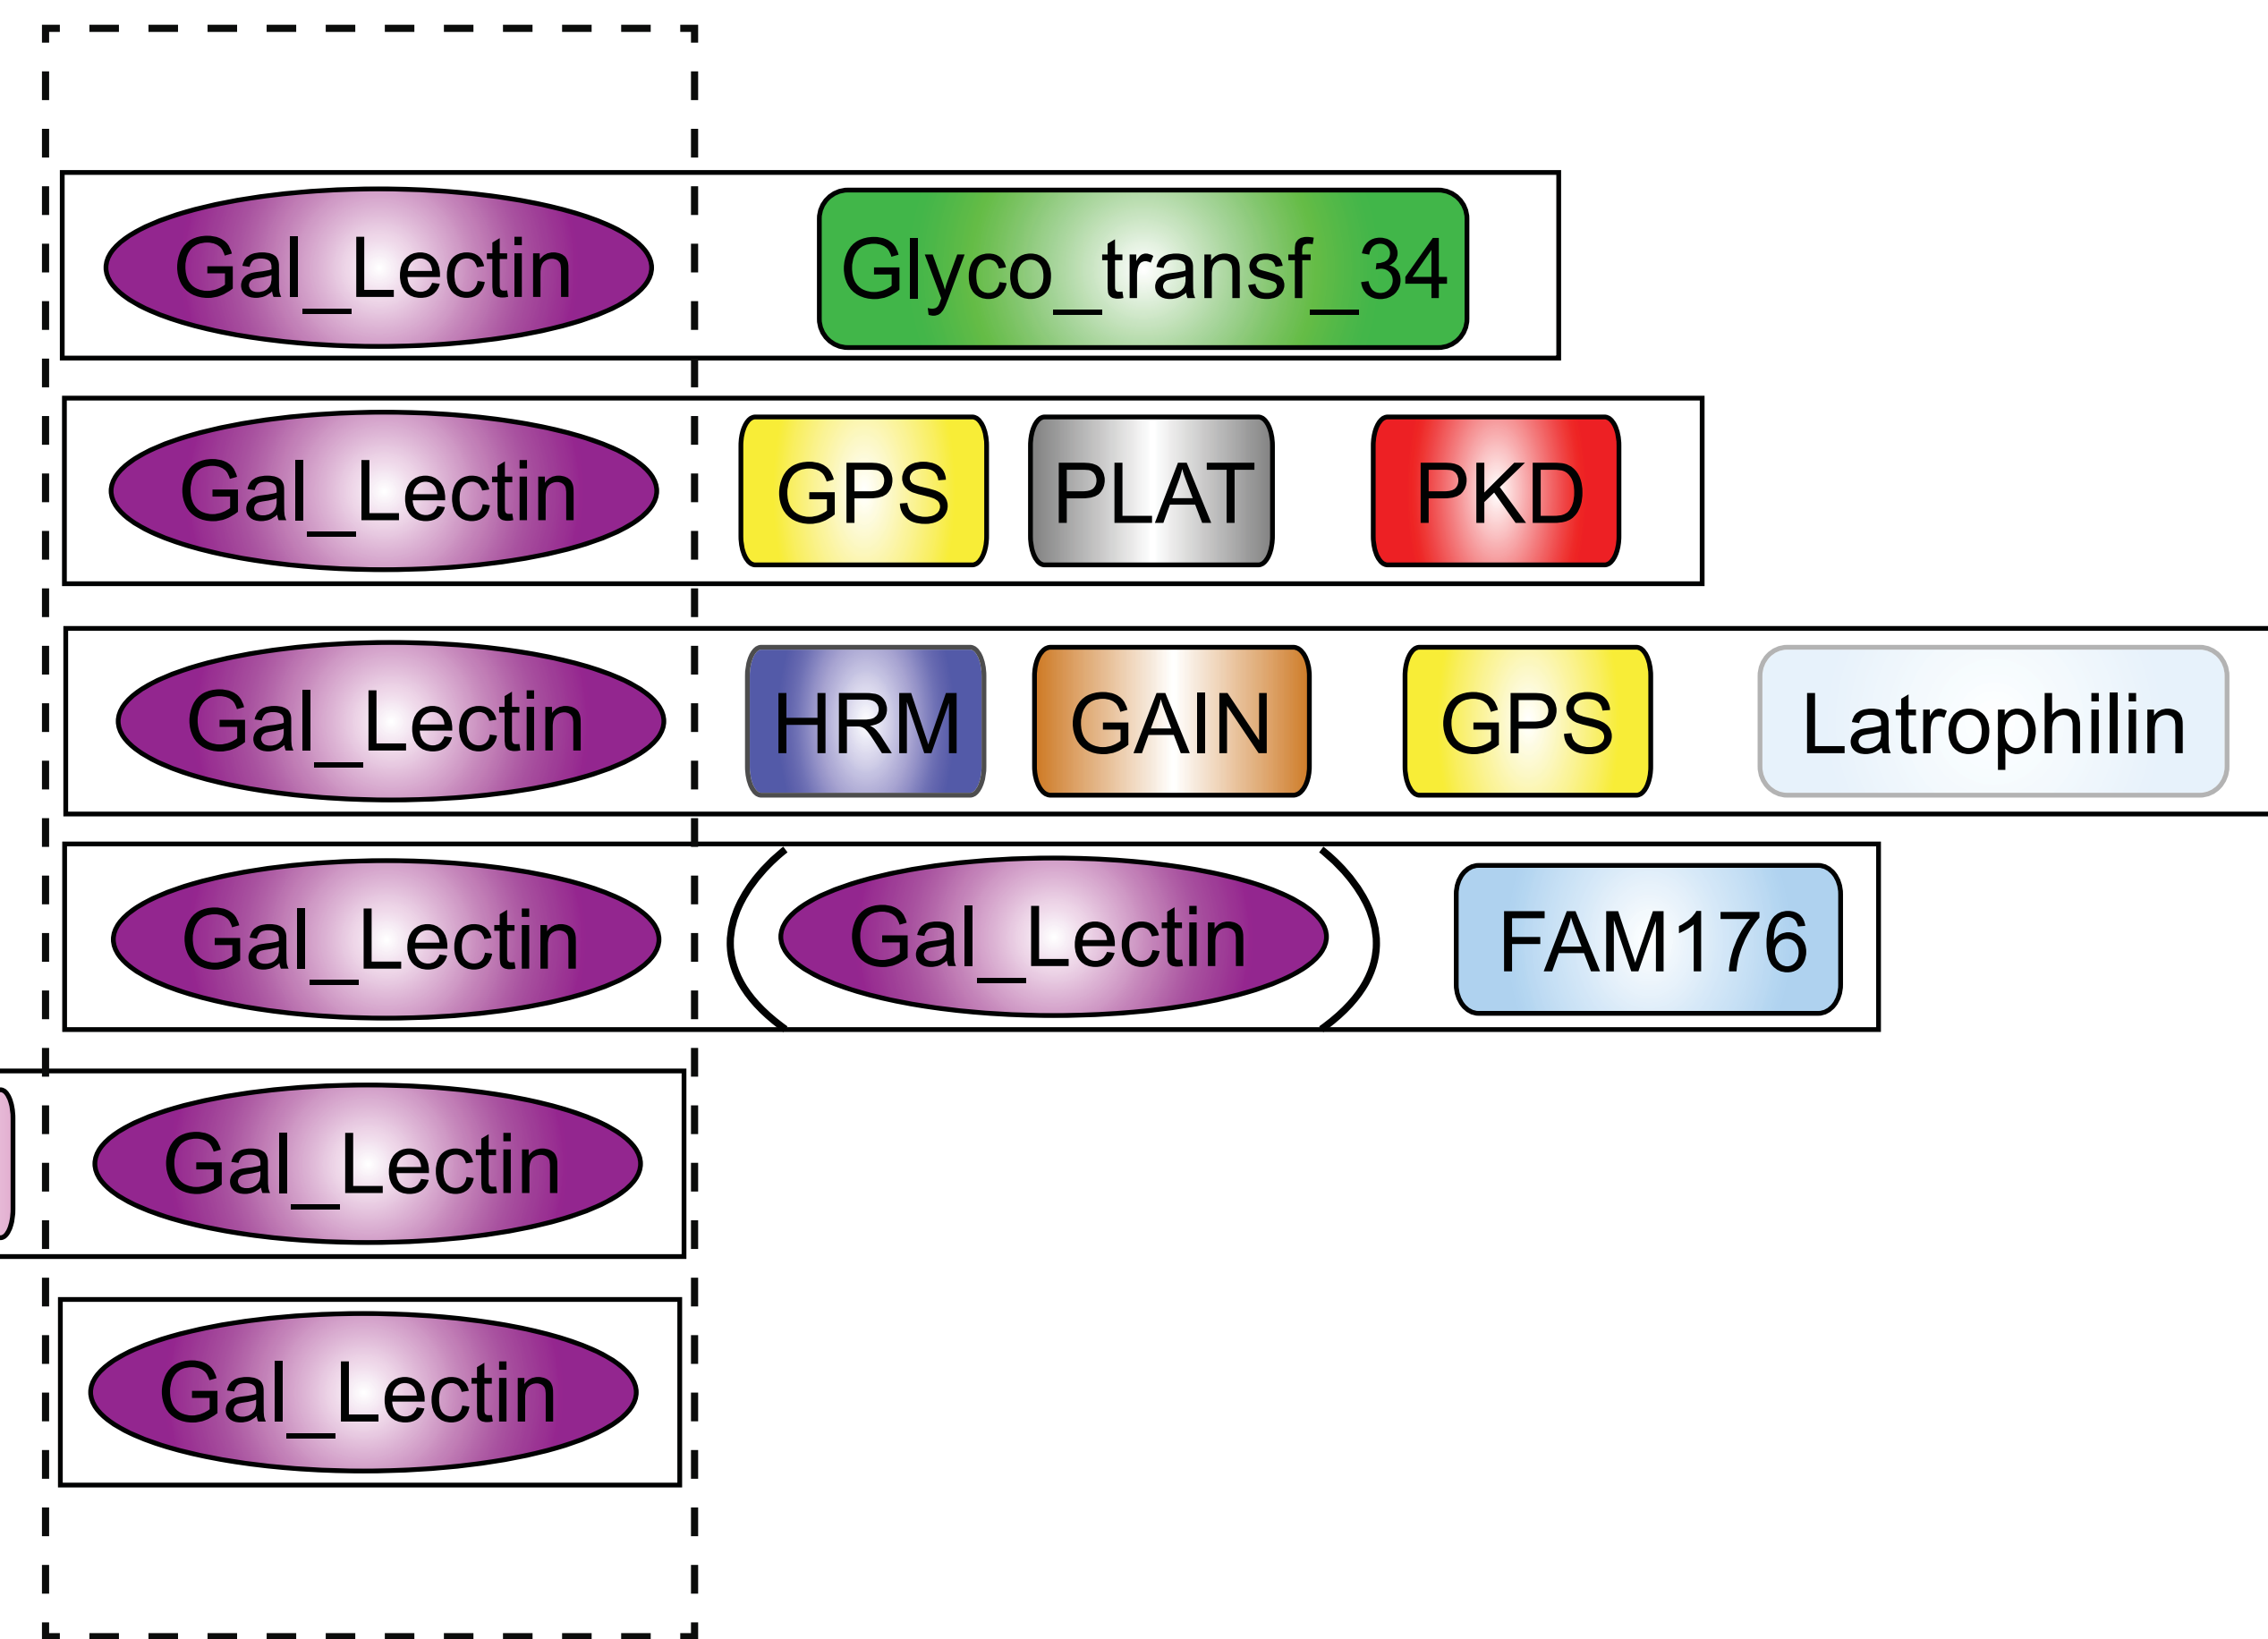 Gal_Lectin Glyco_transf_34
Gal_Lectin GPS PLAT PKD
Gal_Lectin HRM GAIN GPS Latrophilin
Gal_Lectin ( Gal_Lectin ) FAM176
Gal_Lectin
Gal_Lectin